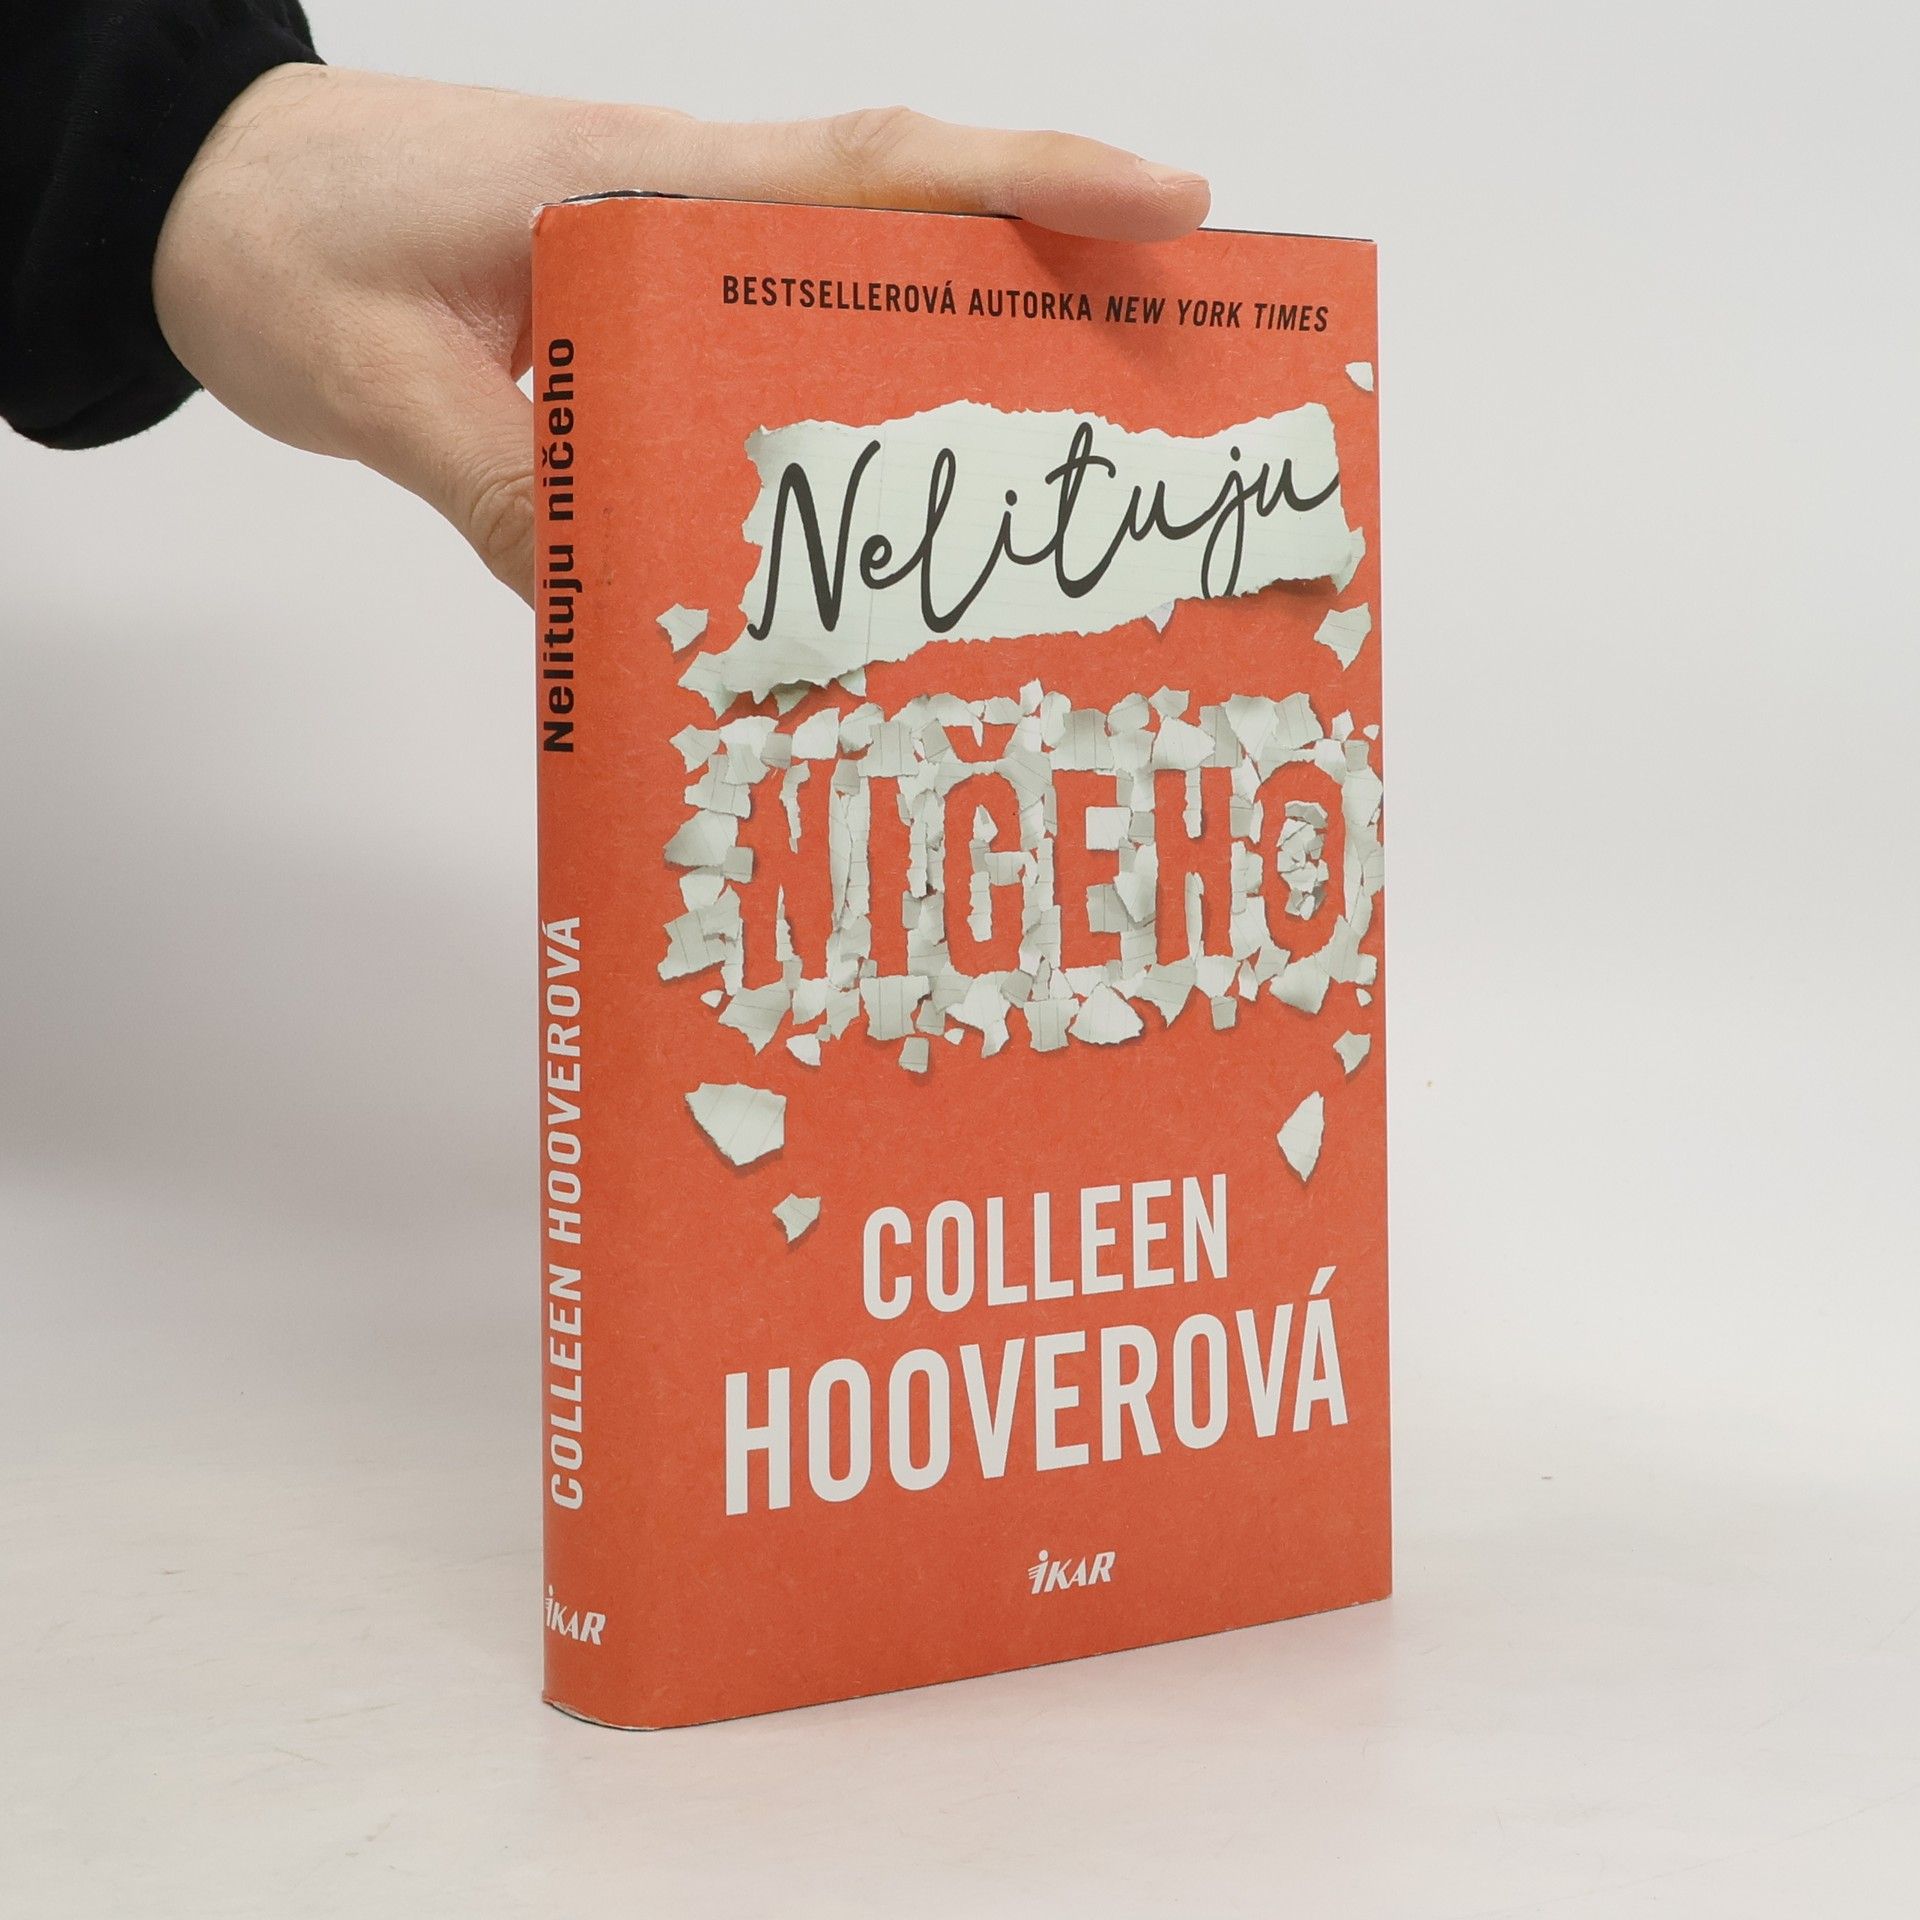 BESTSELLEROVÁ AUTORKA NEW YORK TIMES
Nelituju
NIČEHO
COLLEEN
HOOVEROVÁ
IKAR
Nelituju ničeho
COLLEEN HOOVEROVÁ
IKAR